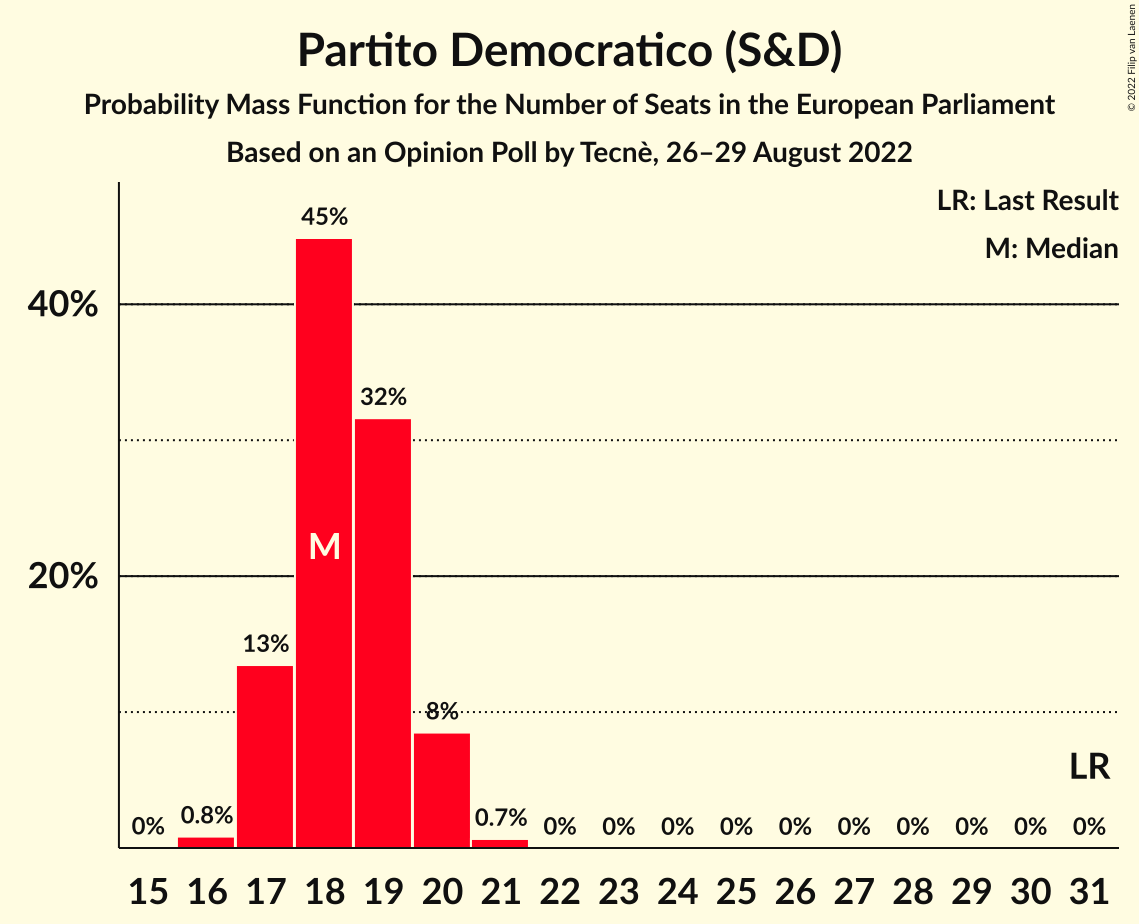 Partito Democratico (S&D)
Probability Mass Function for the Number of Seats in the European Parliament
Based on an Opinion Poll by Tecnè, 26–29 August 2022
© 2022 Filip van Laenen
LR: Last Result
M: Median
45%
40%
32%
M
20%
13%
8%
LR
0% 0.8% 0.7% 0% 0% 0% 0% 0% 0% 0% 0% 0% 0%
15 16 17 18 19 20 21 22 23 24 25 26 27 28 29 30 31